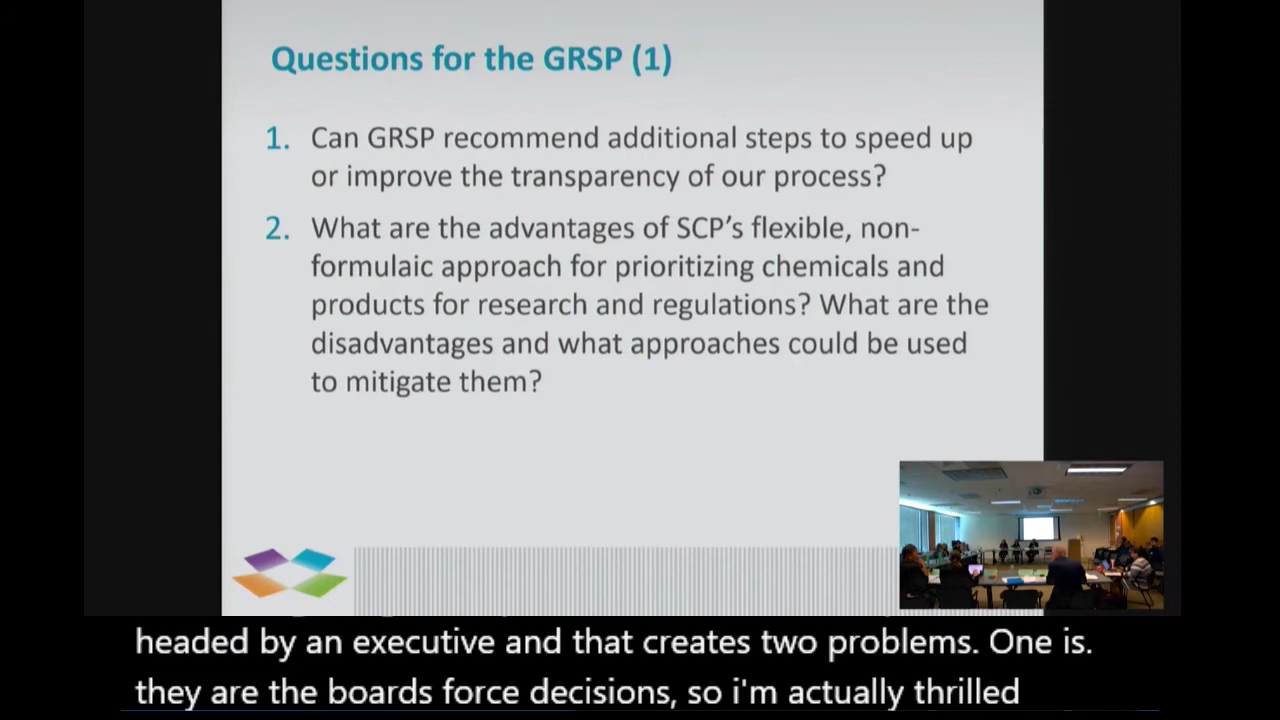 Questions for the GRSP (1)
1. Can GRSP recommend additional steps to speed up
or improve the transparency of our process?
2. What are the advantages of SCP's flexible, non-
formulaic approach for prioritizing chemicals and
products for research and regulations? What are the
disadvantages and what approaches could be used
to mitigate them?
headed by an executive and that creates two problems. One is.
they are the boards force decisions, so i'm actually thrilled